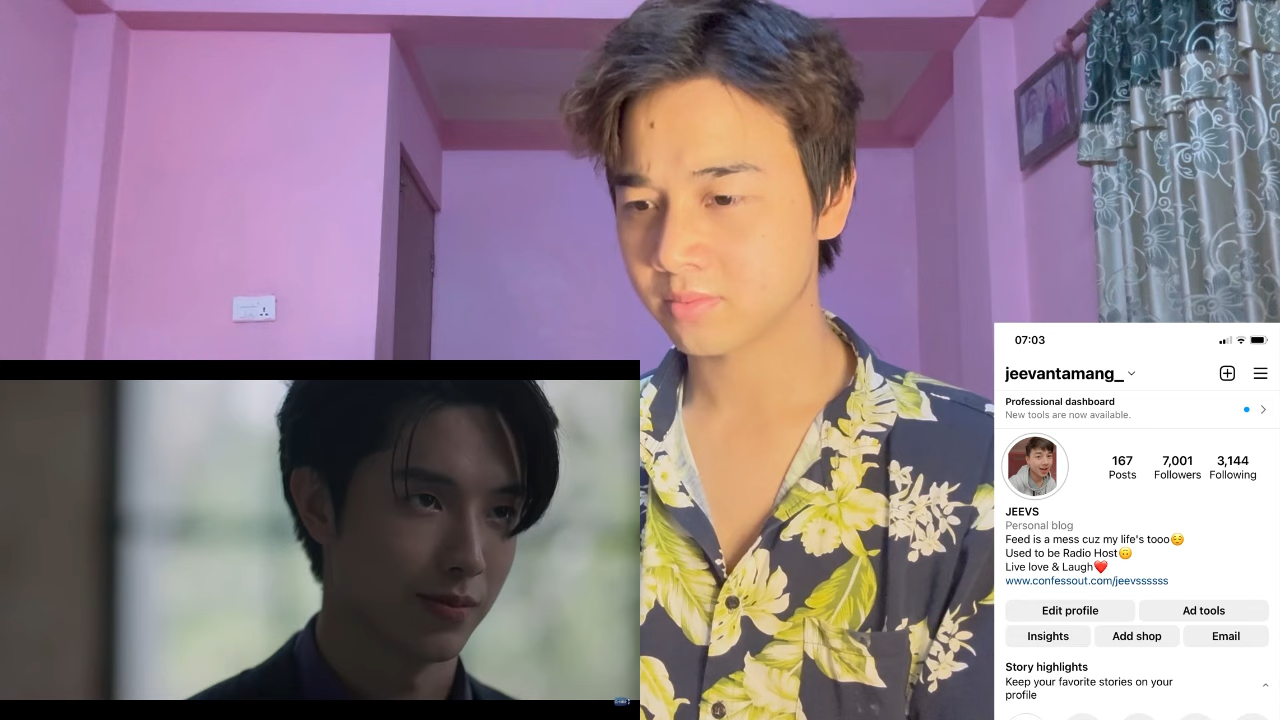 07:03
jeevantamang_
Professional dashboard
New tools are now available.
167 7,001 3,144
Posts Followers Following
JEEVS
Personal blog
Feed is a mess cuz my life's tooo😌
Used to be Radio Host🙃
Live love & Laugh❤️
www.confessout.com/jeevssssss
Edit profile Ad tools
Insights Add shop Email
Story highlights
Keep your favorite stories on your
profile